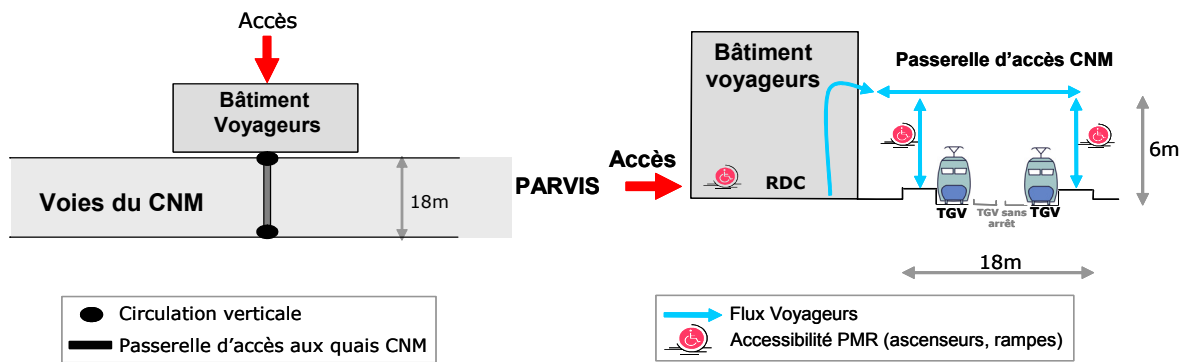 Accès
Bâtiment
Voyageurs
Voies du CNM
18m
Circulation verticale
Passerelle d'accès aux quais CNM
Bâtiment
voyageurs
Passerelle d'accès CNM
6m
Accès
PARVIS
RDC
TGV
TGV sans
arrêt
TGV
18m
Flux Voyageurs
Accessibilité PMR (ascenseurs, rampes)